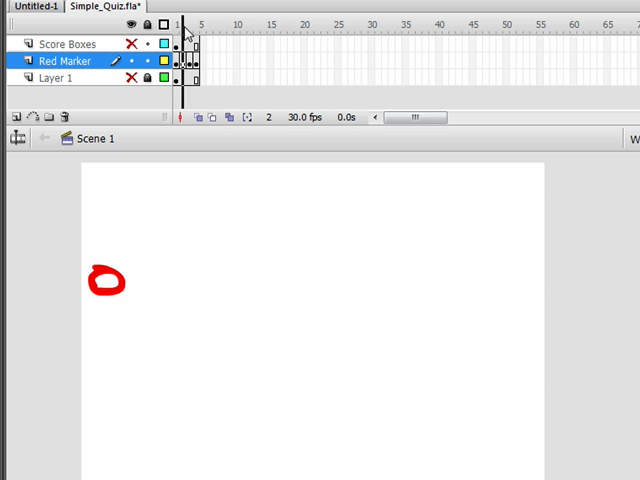 Untitled-1 Simple_Quiz.fla*
1 5 10 15 20 25 30 35 40 45 50 55 60 65 70
Score Boxes
Red Marker
Layer 1
2 30.0 fps 0.0s
Scene 1 W